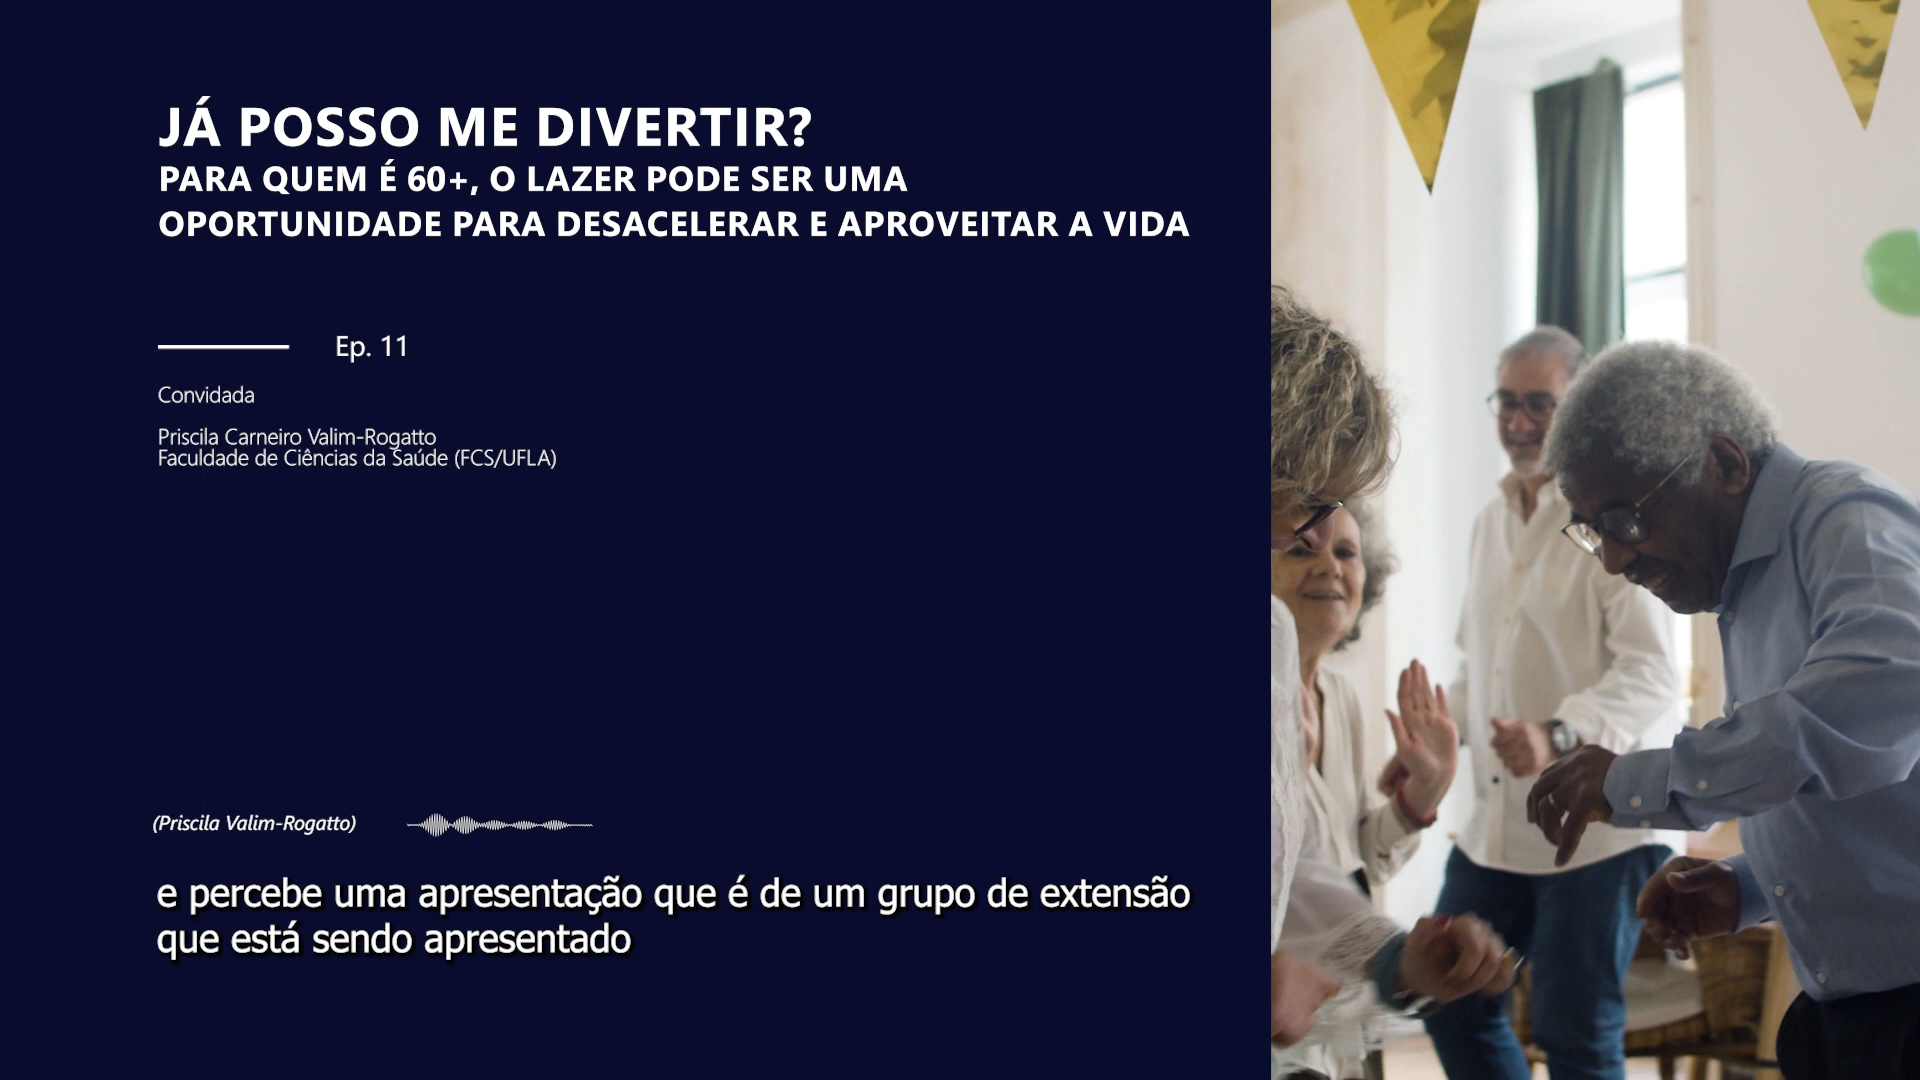 JÁ POSSO ME DIVERTIR?
PARA QUEM É 60+, O LAZER PODE SER UMA
OPORTUNIDADE PARA DESACELERAR E APROVEITAR A VIDA
Ep. 11
Convidada
Priscila Carneiro Valim-Rogatto
Faculdade de Ciências da Saúde (FCS/UFLA)
(Priscila Valim-Rogatto)
e percebe uma apresentação que é de um grupo de extensão
que está sendo apresentado